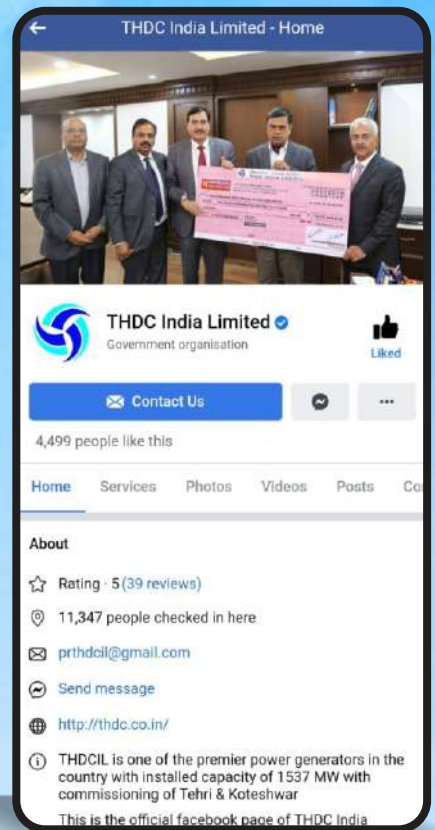 THDC India Limited - Home
THDC India Limited
Government organisation
Liked
Contact Us
4,499 people like this
Home Services Photos Videos Posts Co
About
Rating · 5 (39 reviews)
11,347 people checked in here
prthdcil@gmail.com
Send message
http://thdc.co.in/
THDCIL is one of the premier power generators in the
country with installed capacity of 1537 MW with
commissioning of Tehri & Koteshwar
This is the official facebook page of THDC India